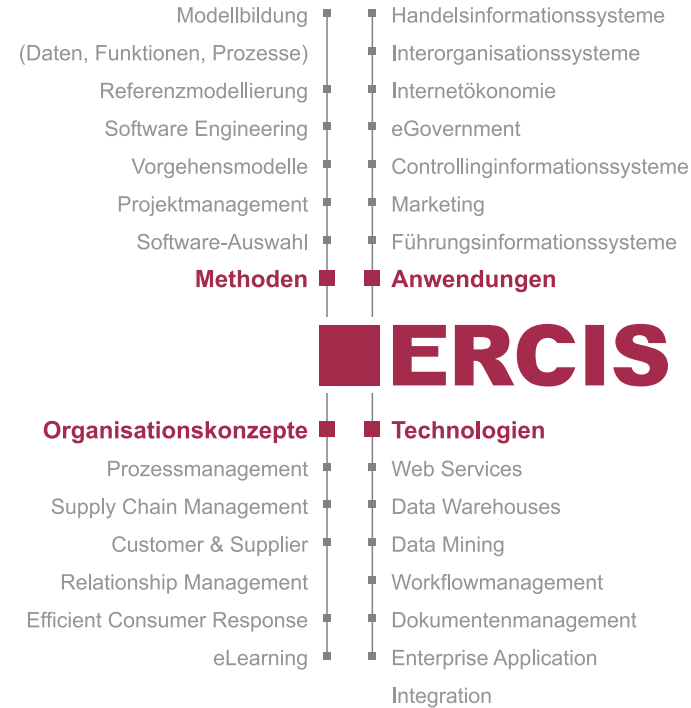 Modellbildung
(Daten, Funktionen, Prozesse)
Referenzmodellierung
Software Engineering
Vorgehensmodelle
Projektmanagement
Software-Auswahl
Methoden
Handelsinformationssysteme
Interorganisationssysteme
Internetökonomie
eGovernment
Controllinginformationssysteme
Marketing
Führungsinformationssysteme
Anwendungen
ERCIS
Organisationskonzepte
Prozessmanagement
Supply Chain Management
Customer & Supplier
Relationship Management
Efficient Consumer Response
eLearning
Technologien
Web Services
Data Warehouses
Data Mining
Workflowmanagement
Dokumentenmanagement
Enterprise Application
Integration